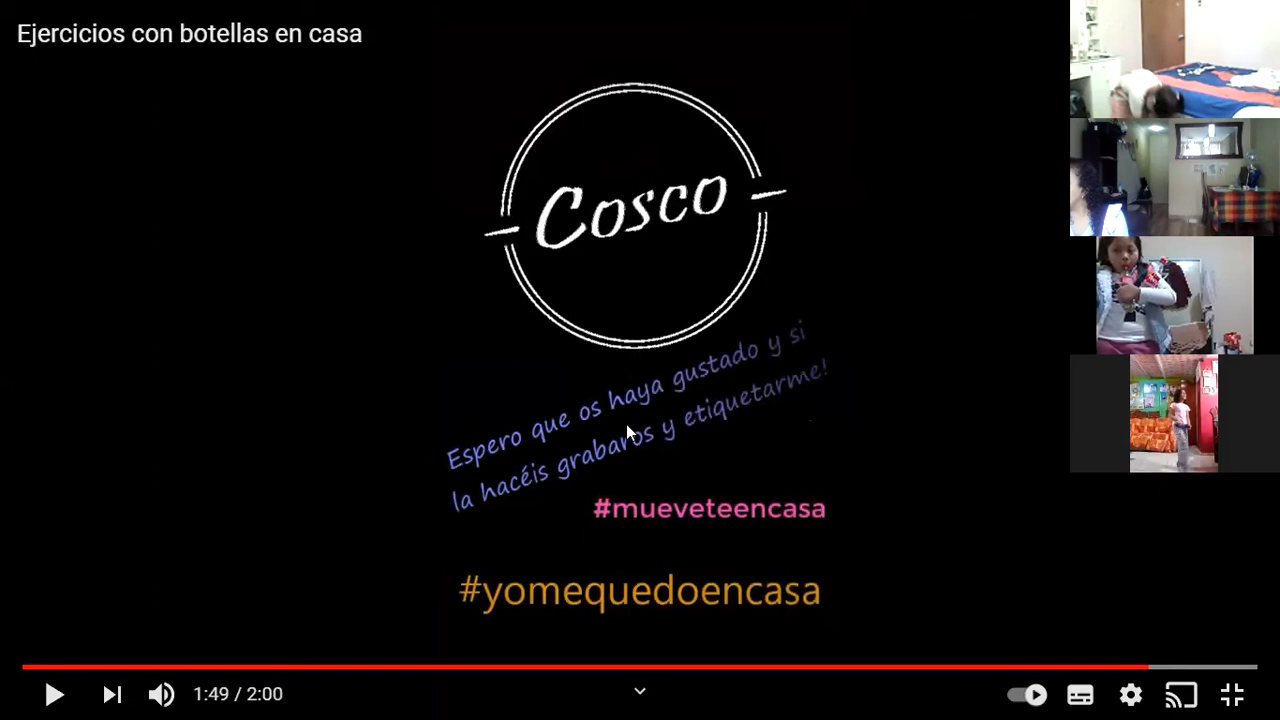 Ejercicios con botellas en casa
Cosco
Espero que os haya gustado y si
la hacéis grabaros y etiquetarme!
#mueveteencasa
#yomequedoencasa
1:49 / 2:00